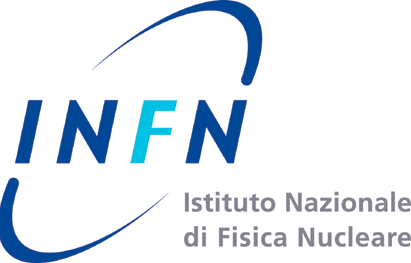 INFN
Istituto Nazionale
di Fisica Nucleare